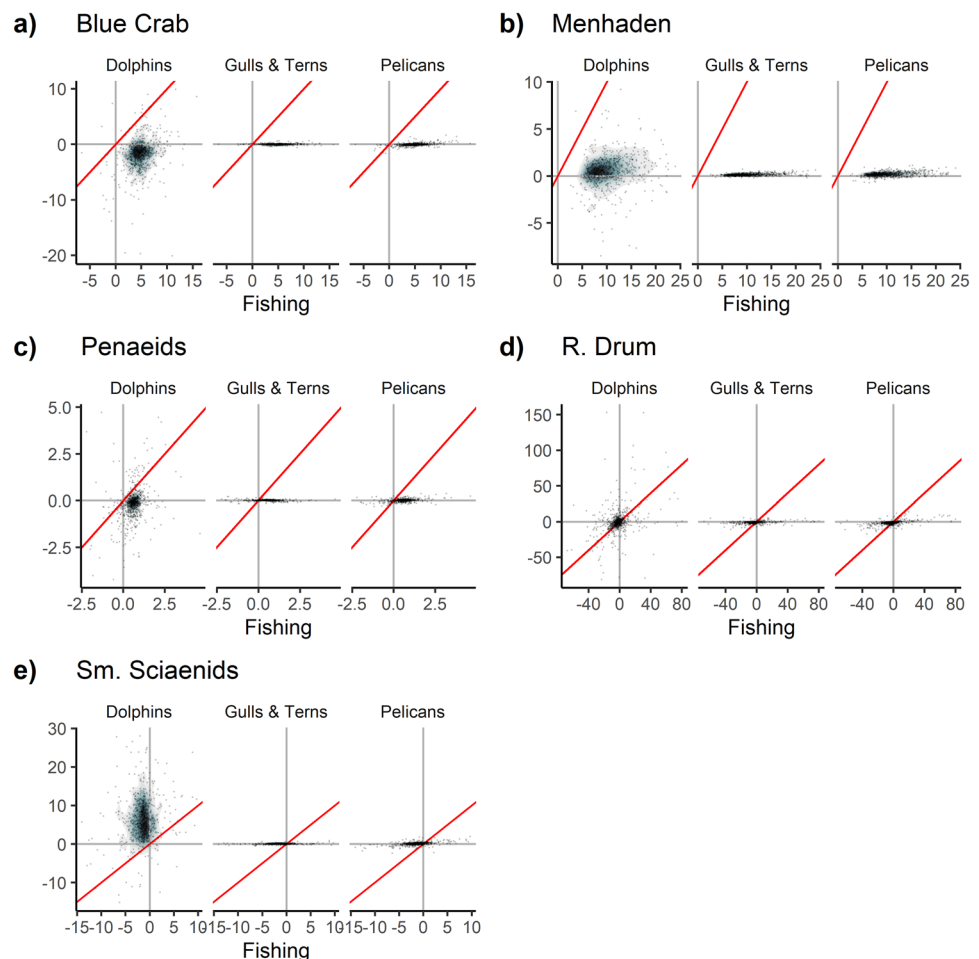 a) Blue Crab
Dolphins Gulls & Terns Pelicans
10
0
-10
-20
-5 0 5 10 15 -5 0 5 10 15 -5 0 5 10 15
Fishing
b) Menhaden
Dolphins Gulls & Terns Pelicans
10
5
0
-5
0 5 10 15 20 25 0 5 10 15 20 25 0 5 10 15 20 25
Fishing
c) Penaeids
Dolphins Gulls & Terns Pelicans
5.0
2.5
0.0
-2.5
-2.5 0.0 2.5 -2.5 0.0 2.5 -2.5 0.0 2.5
Fishing
d) R. Drum
Dolphins Gulls & Terns Pelicans
150
100
50
0
-50
-40 0 40 80 -40 0 40 80 -40 0 40 80
Fishing
e) Sm. Sciaenids
Dolphins Gulls & Terns Pelicans
30
20
10
0
-10
-15 -10 -5 0 5 10 -15 -10 -5 0 5 10 -15 -10 -5 0 5 10
Fishing